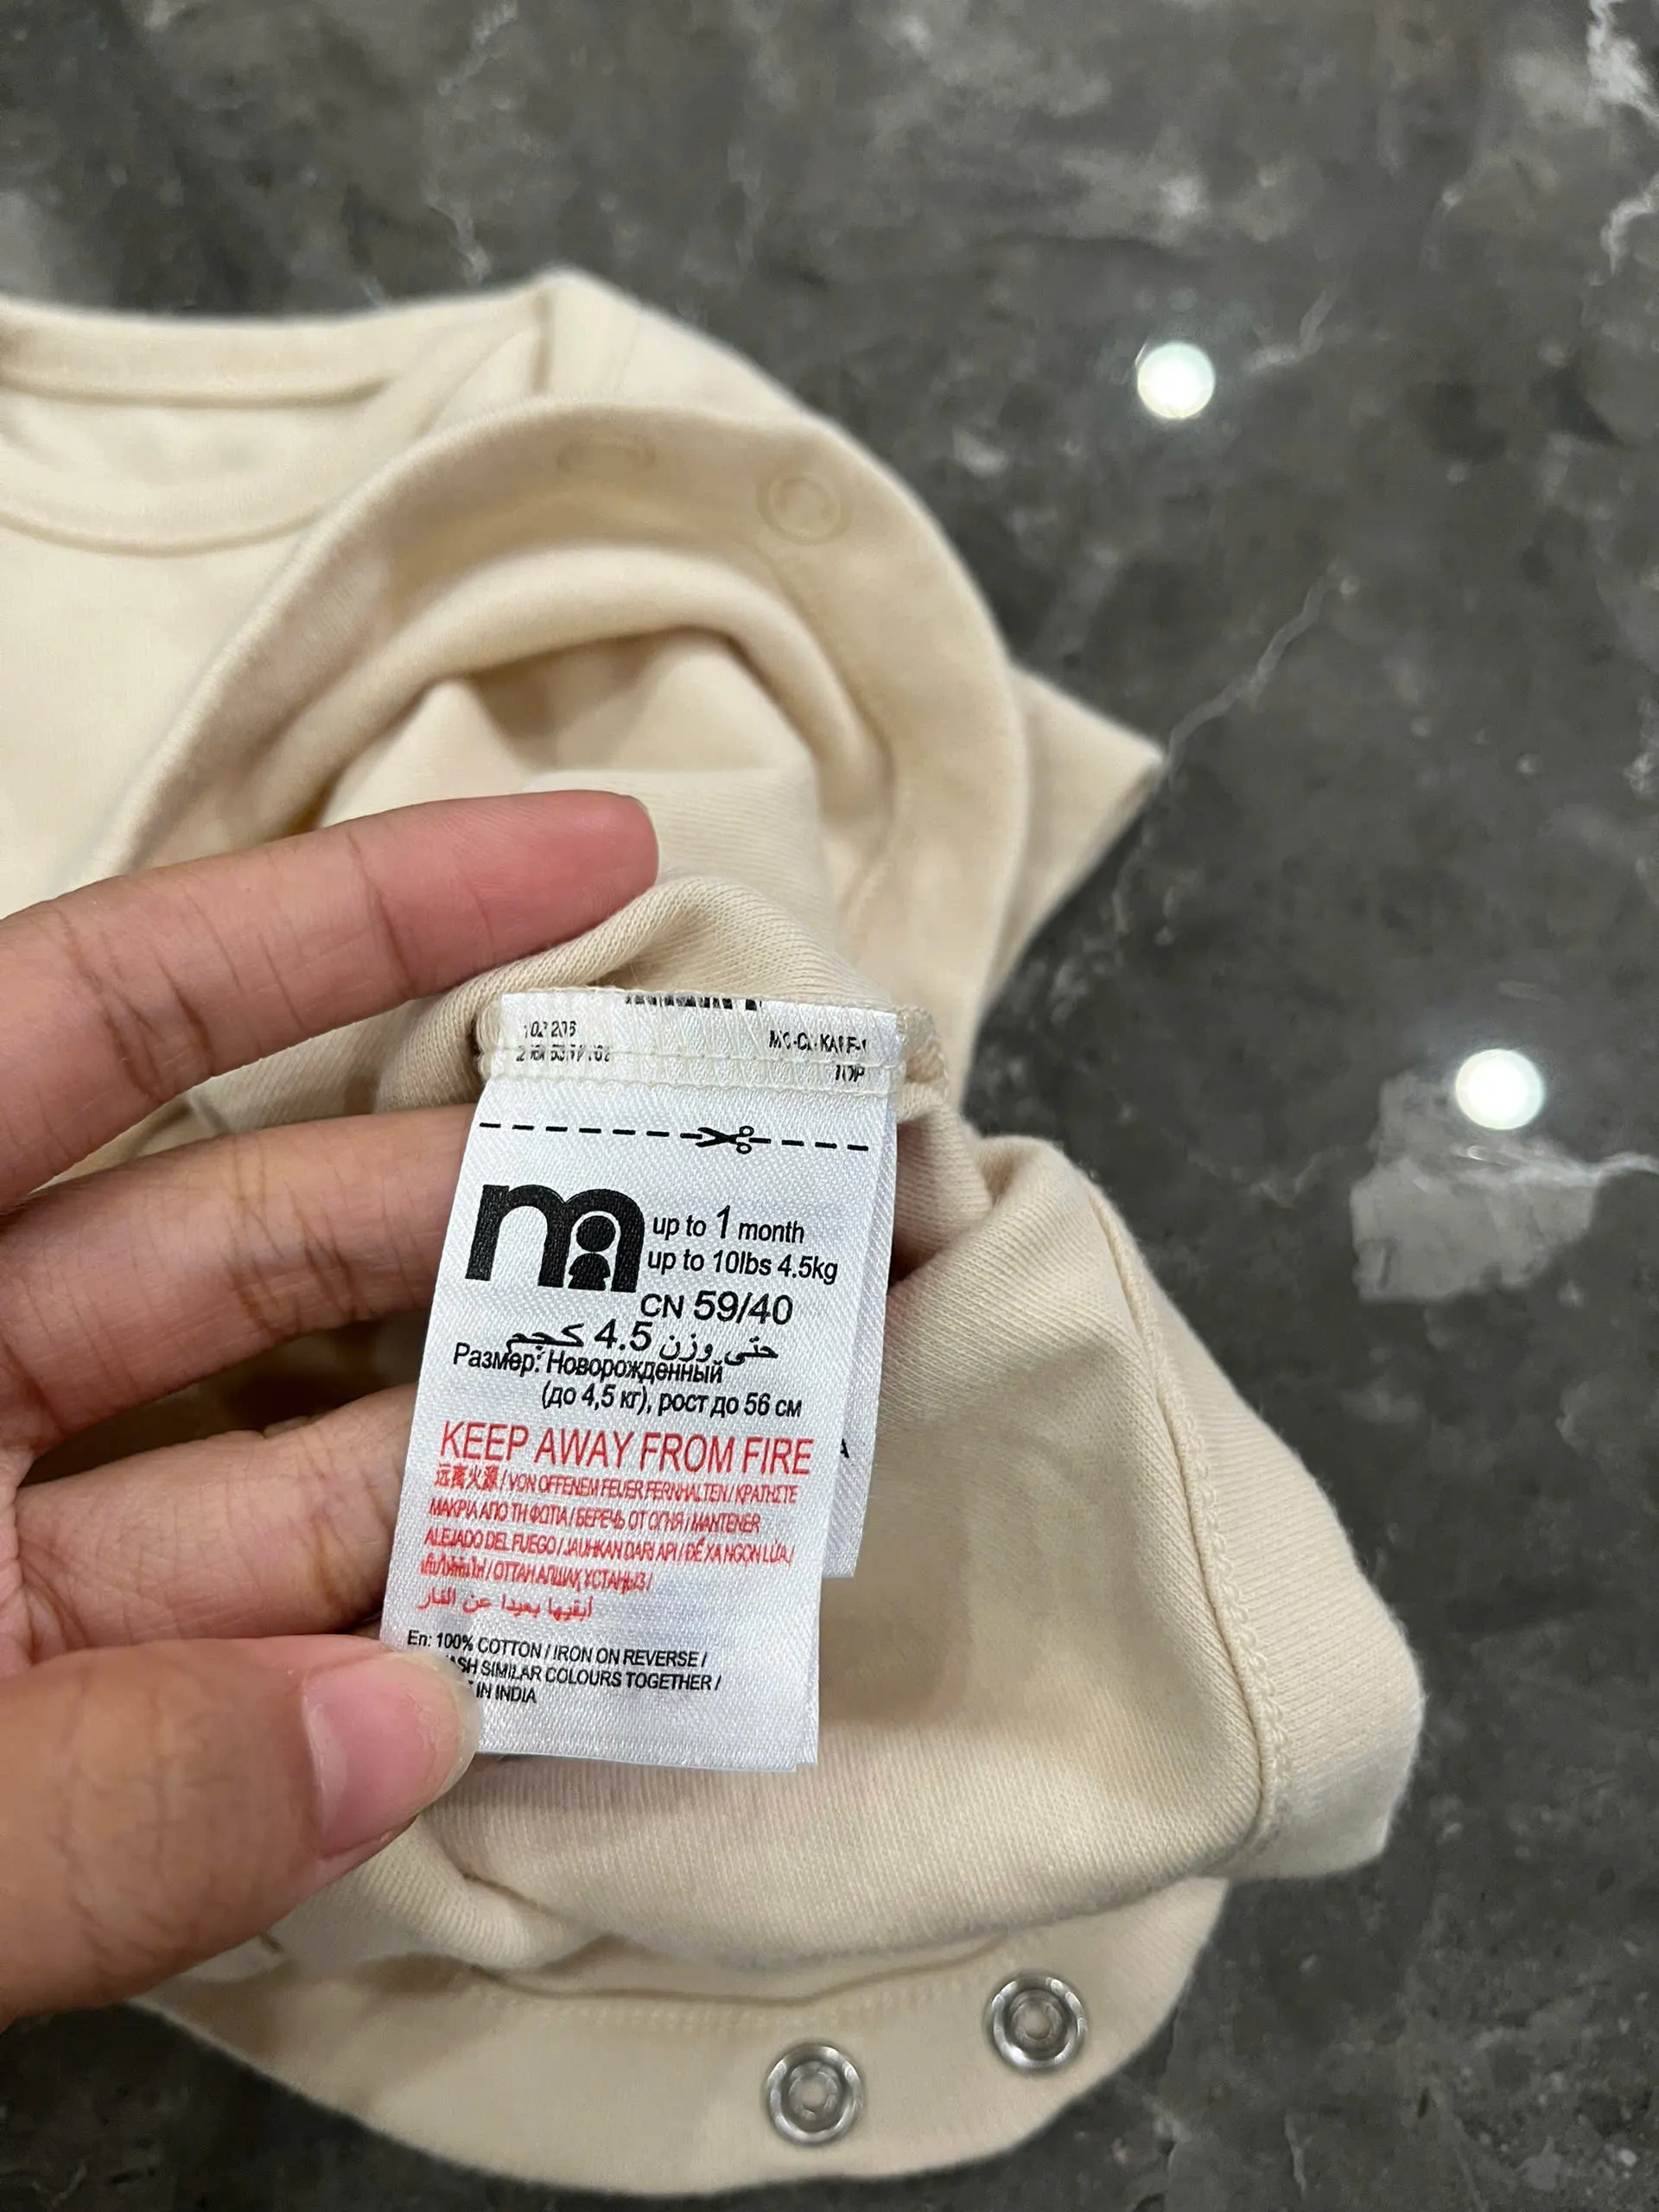 m
up to 1 month
up to 10lbs 4.5kg
CN 59/40
حتى وزن 4.5 كجم
Размер: Новорожденный
(до 4,5 кг), рост до 56 см
KEEP AWAY FROM FIRE
远离火源 / VON OFFENEM FEUER FERNHALTEN / ΚΡΑΤΗΣΤΕ
ΜΑΚΡΙΑ ΑΠΟ ΤΗ ΦΩΤΙΑ / БЕРЕЧЬ ОТ ОГНЯ / MANTENER
ALEJADO DEL FUEGO / JAUHKAN DARI API / ĐỂ XA NGỌN LỬA /
/ ОТТАН АЛШАҚ ҰСТАҢЫЗ /
أبقيها بعيدا عن النار
En: 100% COTTON / IRON ON REVERSE /
SIMILAR COLOURS TOGETHER /
IN INDIA
A